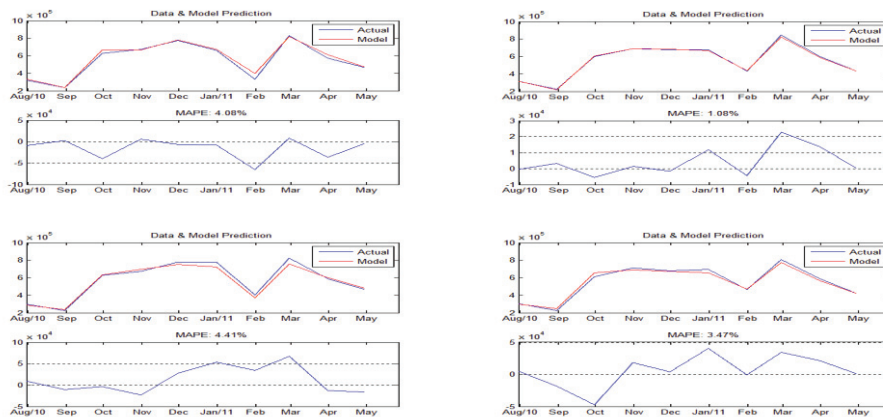 Data & Model Prediction
x 10^5
10
8
6
4
2
Actual
Model
Aug/10 Sep Oct Nov Dec Jan/11 Feb Mar Apr May
x 10^4
MAPE: 4.08%
5
0
-5
-10
Aug/10 Sep Oct Nov Dec Jan/11 Feb Mar Apr May
Data & Model Prediction
x 10^5
10
8
6
4
2
Actual
Model
Aug/10 Sep Oct Nov Dec Jan/11 Feb Mar Apr May
x 10^4
MAPE: 1.08%
3
2
1
0
-1
Aug/10 Sep Oct Nov Dec Jan/11 Feb Mar Apr May
Data & Model Prediction
x 10^5
10
8
6
4
2
Actual
Model
Aug/10 Sep Oct Nov Dec Jan/11 Feb Mar Apr May
x 10^4
MAPE: 4.41%
10
5
0
-5
Aug/10 Sep Oct Nov Dec Jan/11 Feb Mar Apr May
Data & Model Prediction
x 10^5
10
8
6
4
2
Actual
Model
Aug/10 Sep Oct Nov Dec Jan/11 Feb Mar Apr May
x 10^4
MAPE: 3.47%
5
0
-5
Aug/10 Sep Oct Nov Dec Jan/11 Feb Mar Apr May